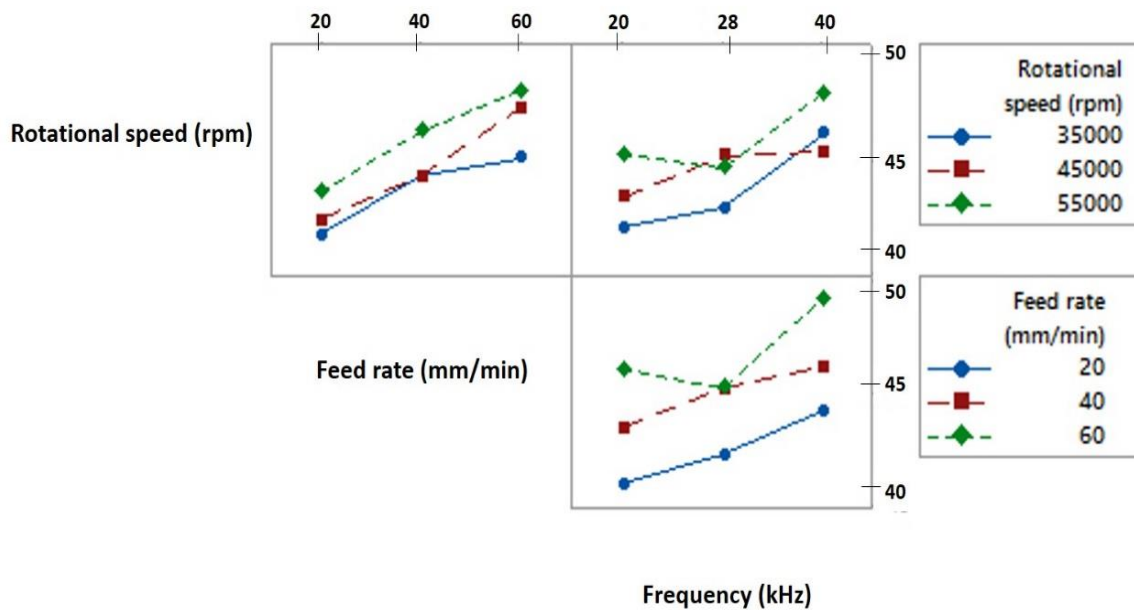 20 40 60 20 28 40
50
Rotational
speed (rpm)
35000
45000
55000
Rotational speed (rpm)
45
40
50
Feed rate
(mm/min)
20
40
60
Feed rate (mm/min)
45
40
Frequency (kHz)